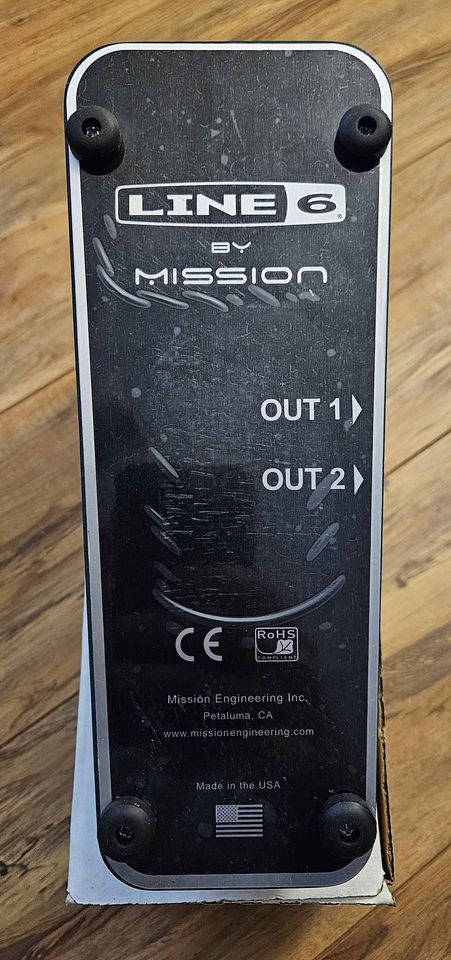 LINE 6
BY
MISSION
OUT 1
OUT 2
CE
RoHS
COMPLIANT
Mission Engineering Inc.
Petaluma, CA
www.missionengineering.com
Made in the USA